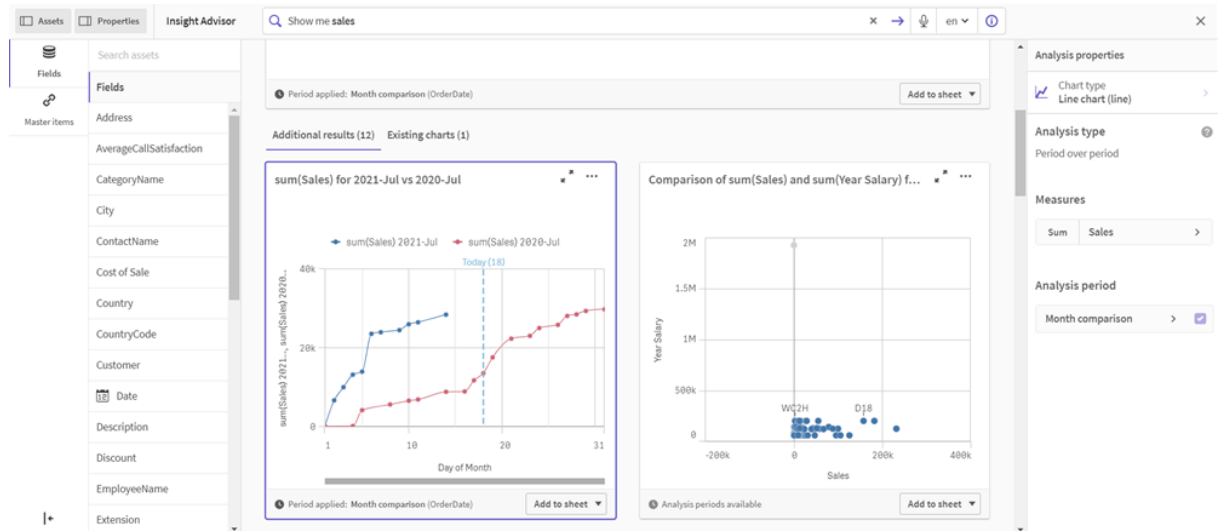 Assets
Properties
Insight Advisor
Show me sales
en
Fields
Master items
Search assets
Fields
Address
AverageCallSatisfaction
CategoryName
City
ContactName
Cost of Sale
Country
CountryCode
Customer
Date
Description
Discount
EmployeeName
Extension
Period applied: Month comparison (OrderDate)
Add to sheet
Additional results (12)
Existing charts (1)
sum(Sales) for 2021-Jul vs 2020-Jul
sum(Sales) 2021-Jul
sum(Sales) 2020-Jul
Today (18)
sum(Sales) 2021..., sum(Sales) 2020...
40k
20k
0
1
10
20
31
Day of Month
Period applied: Month comparison (OrderDate)
Add to sheet
Comparison of sum(Sales) and sum(Year Salary) f...
Year Salary
2M
1.5M
1M
500k
0
WC2H
D18
-200k
0
200k
400k
Sales
Analysis periods available
Add to sheet
Analysis properties
Chart type
Line chart (line)
Analysis type
Period over period
Measures
Sum
Sales
Analysis period
Month comparison